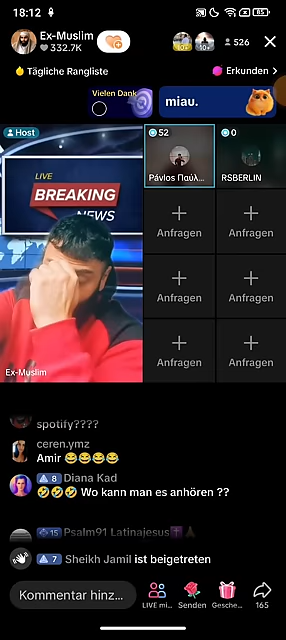 18:12
85
Ex-Muslim
332.7K
10+
10+
526
Tägliche Rangliste
Erkunden >
Vielen Dank
miau.
Host
LIVE
BREAKING
NEWS
Ex-Muslim
52
Pávlos Παύλ...
0
RSBERLIN
Anfragen
Anfragen
Anfragen
Anfragen
Anfragen
Anfragen
spotify????
ceren.ymz
Amir 😂😂😂😂
8 Diana Kad
🤣🤣🤣 Wo kann man es anhören ??
15 Psalm91 Latinajesus✝️
7 Sheikh Jamil ist beigetreten
Kommentar hinz...
LIVE mi...
Senden
Gesche...
165